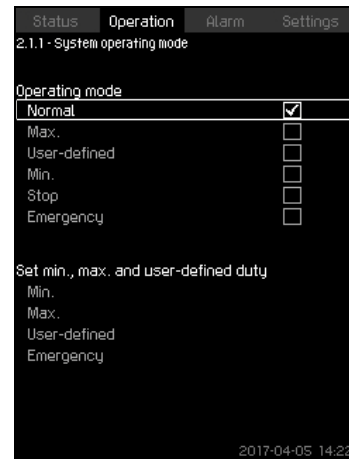 Status Operation Alarm Settings
2.1.1 - System operating mode
Operating mode
Normal
Max.
User-defined
Min.
Stop
Emergency
Set min., max. and user-defined duty
Min.
Max.
User-defined
Emergency
2017-04-05 14:22